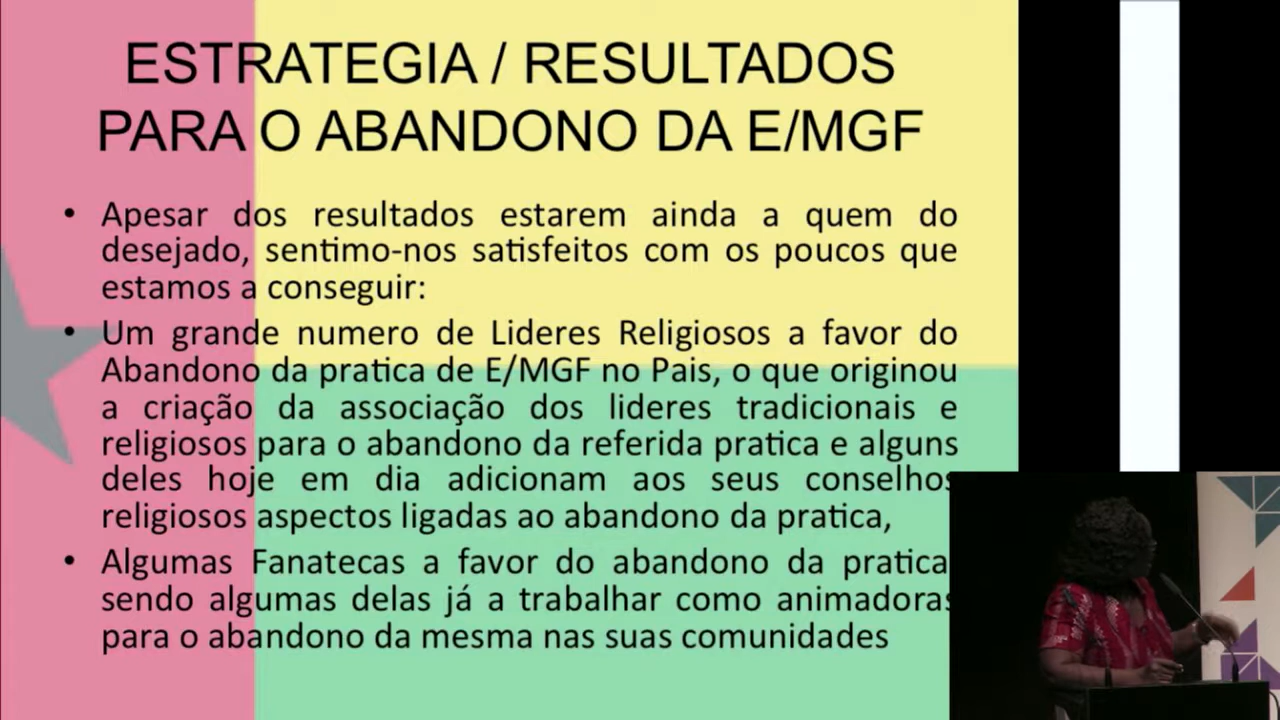 ESTRATEGIA / RESULTADOS
PARA O ABANDONO DA E/MGF
• Apesar dos resultados estarem ainda a quem do
desejado, sentimo-nos satisfeitos com os poucos que
estamos a conseguir:
• Um grande numero de Lideres Religiosos a favor do
Abandono da pratica de E/MGF no Pais, o que originou
a criação da associação dos lideres tradicionais e
religiosos para o abandono da referida pratica e alguns
deles hoje em dia adicionam aos seus conselhos
religiosos aspectos ligadas ao abandono da pratica,
• Algumas Fanatecas a favor do abandono da pratica
sendo algumas delas já a trabalhar como animadoras
para o abandono da mesma nas suas comunidades